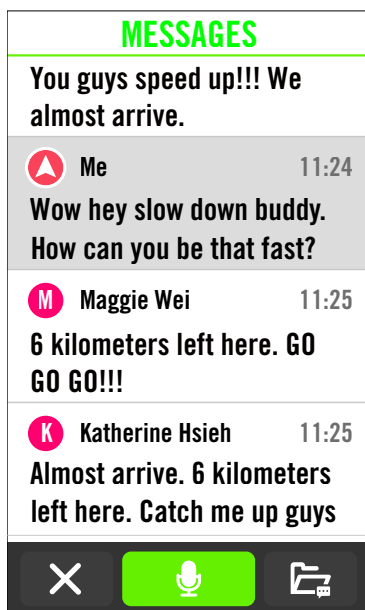 MESSAGES
You guys speed up!!! We
almost arrive.
Me 11:24
Wow hey slow down buddy.
How can you be that fast?
M Maggie Wei 11:25
6 kilometers left here. GO
GO GO!!!
K Katherine Hsieh 11:25
Almost arrive. 6 kilometers
left here. Catch me up guys